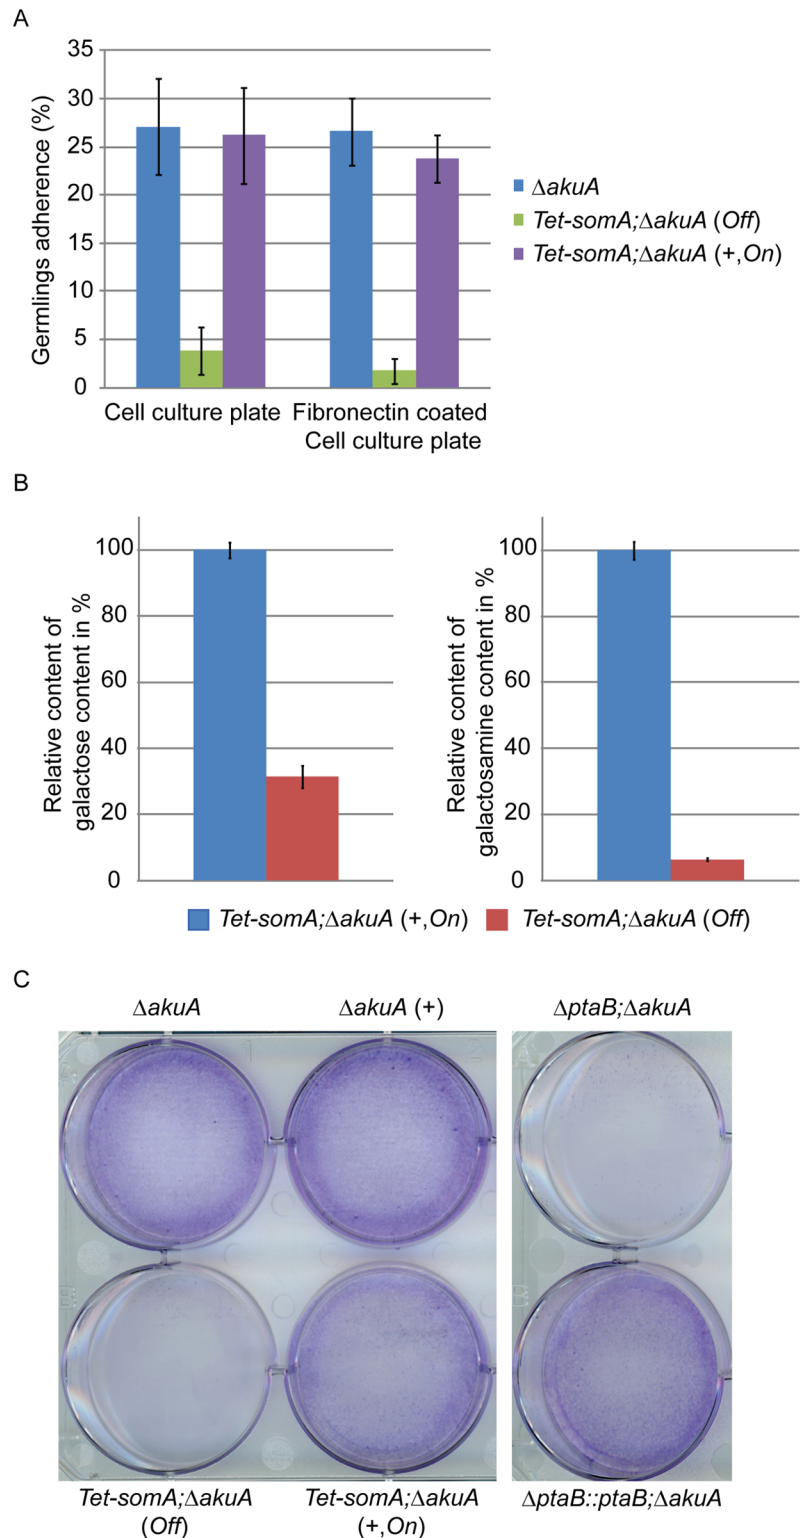 A
Germlings adherence (%)
35
30
25
20
15
10
5
0
Cell culture plate
Fibronectin coated
Cell culture plate
ΔakuA
Tet-somA;ΔakuA (Off)
Tet-somA;ΔakuA (+,On)
B
Relative content of
galactose content in %
100
80
60
40
20
0
Relative content of
galactosamine content in %
100
80
60
40
20
0
Tet-somA;ΔakuA (+,On)
Tet-somA;ΔakuA (Off)
C
ΔakuA
ΔakuA (+)
ΔptaB;ΔakuA
Tet-somA;ΔakuA
(Off)
Tet-somA;ΔakuA
(+,On)
ΔptaB::ptaB;ΔakuA